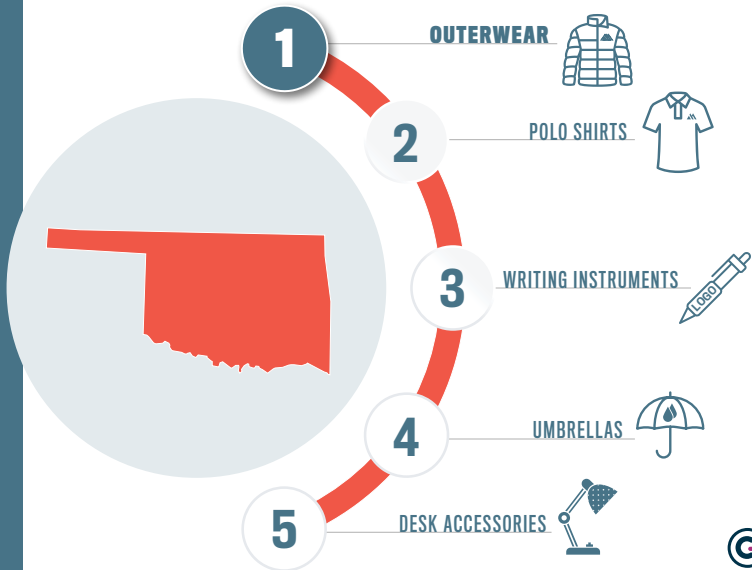 1
OUTERWEAR
2
POLO SHIRTS
3
WRITING INSTRUMENTS
LOGO
4
UMBRELLAS
5
DESK ACCESSORIES